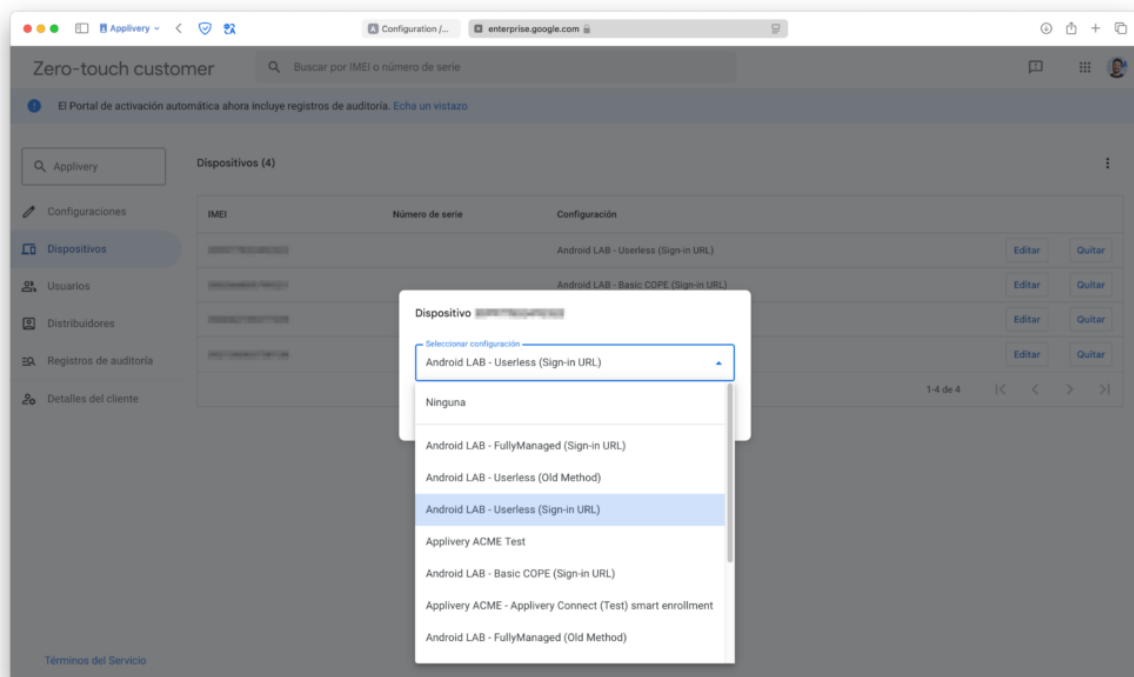 Applivery
Configuration /...
enterprise.google.com
Zero-touch customer
Buscar por IMEI o número de serie
El Portal de activación automática ahora incluye registros de auditoría. Echa un vistazo
Applivery
Dispositivos (4)
Configuraciones
Dispositivos
Usuarios
Distribuidores
Registros de auditoría
Detalles del cliente
Términos del Servicio
IMEI Número de serie Configuración
Android LAB - Userless (Sign-in URL) Editar Quitar
Android LAB - Basic COPE (Sign-in URL) Editar Quitar
Editar Quitar
Editar Quitar
1-4 de 4
Dispositivo
Seleccionar configuración
Android LAB - Userless (Sign-in URL)
Ninguna
Android LAB - FullyManaged (Sign-in URL)
Android LAB - Userless (Old Method)
Android LAB - Userless (Sign-in URL)
Applivery ACME Test
Android LAB - Basic COPE (Sign-in URL)
Applivery ACME - Applivery Connect (Test) smart enrollment
Android LAB - FullyManaged (Old Method)